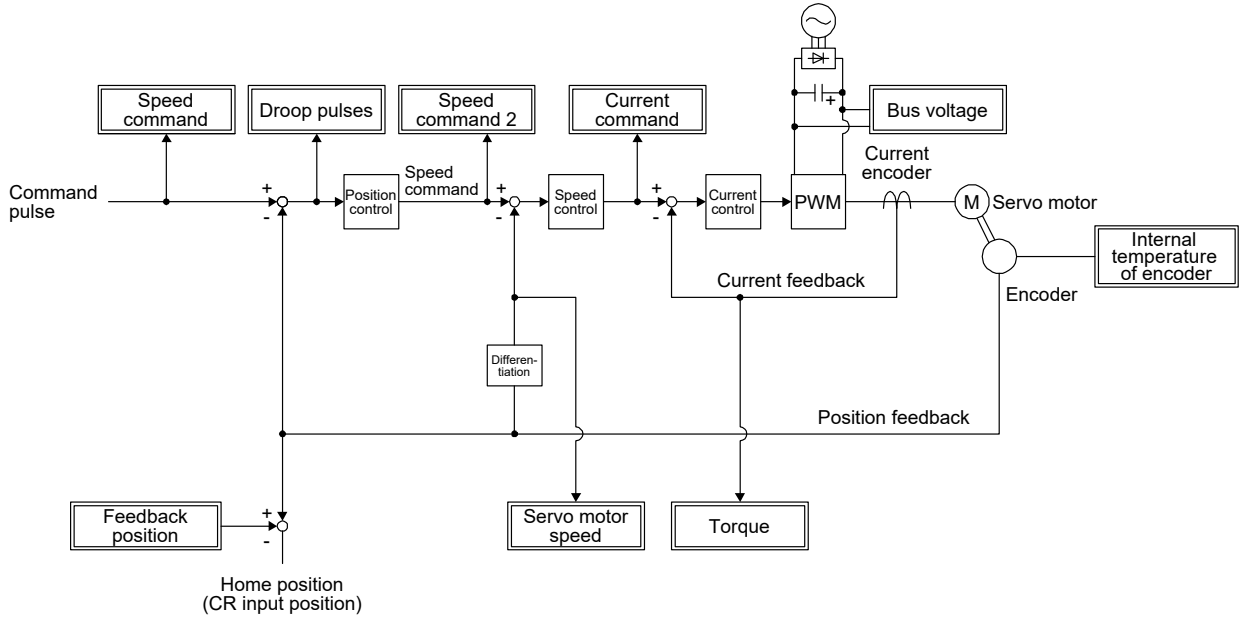 Speed
command
Droop pulses
Speed
command 2
Current
command
Bus voltage
Command
pulse
+
-
Position
control
Speed
command
+
-
Speed
control
+
-
Current
control
PWM
+
Current
encoder
M
Servo motor
Internal
temperature
of encoder
Encoder
Current feedback
Differen-
tiation
Position feedback
Feedback
position
+
-
Servo motor
speed
Torque
Home position
(CR input position)